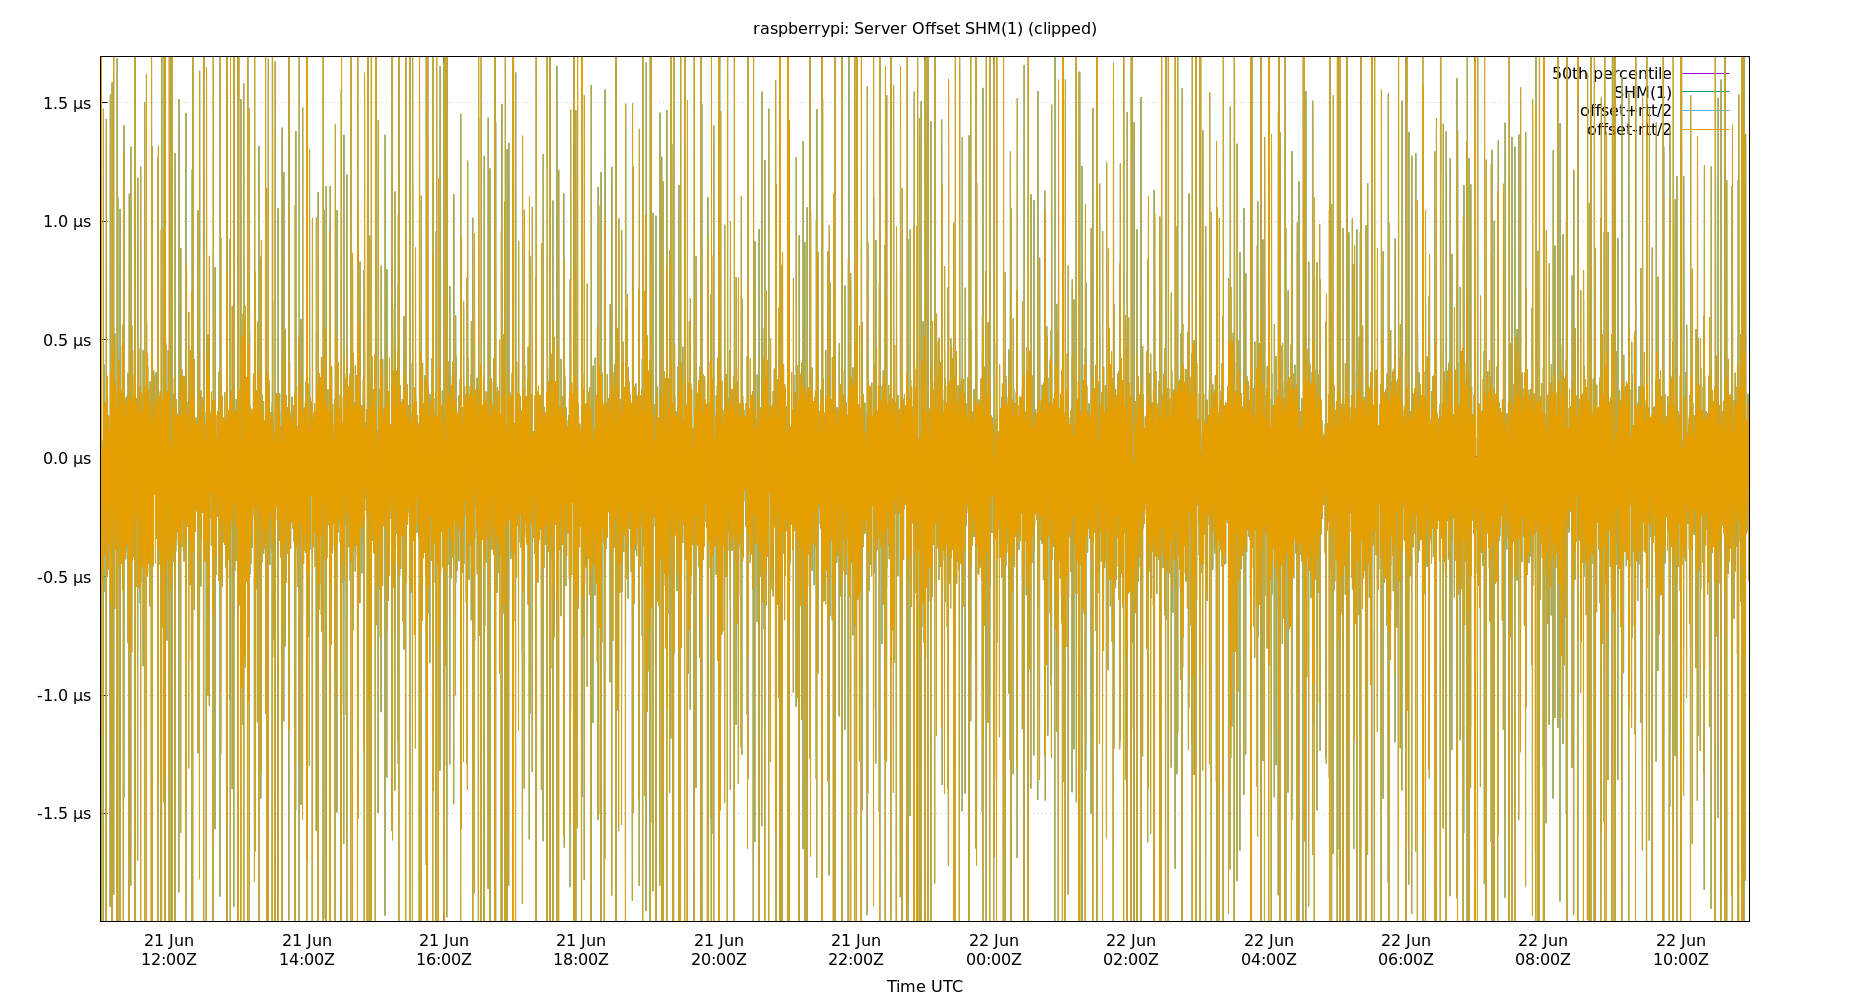 raspberrypi: Server Offset SHM(1) (clipped)
50th percentile
SHM(1)
offset+rtt/2
offset-rtt/2
1.5 µs
1.0 µs
0.5 µs
0.0 µs
-0.5 µs
-1.0 µs
-1.5 µs
21 Jun 21 Jun 21 Jun 21 Jun 21 Jun 21 Jun 22 Jun 22 Jun 22 Jun 22 Jun 22 Jun 22 Jun
12:00Z 14:00Z 16:00Z 18:00Z 20:00Z 22:00Z 00:00Z 02:00Z 04:00Z 06:00Z 08:00Z 10:00Z
Time UTC